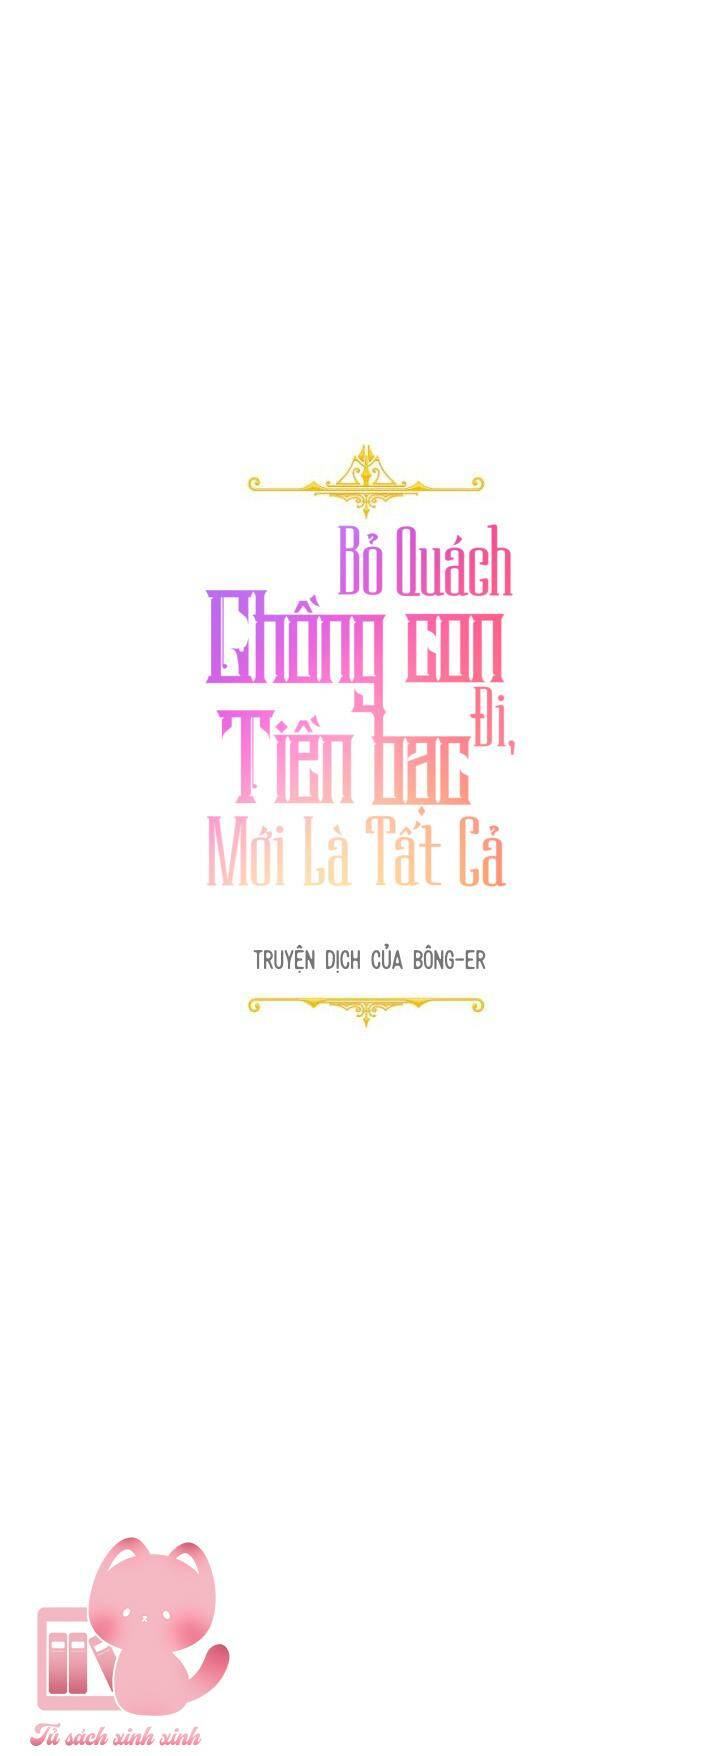 Bỏ Quách
Chồng con
Đi,
Tiền bạc
Mới Là Tất Cả
TRUYỆN DỊCH CỦA BÔNG-ER
Tủ sách xinh xinh